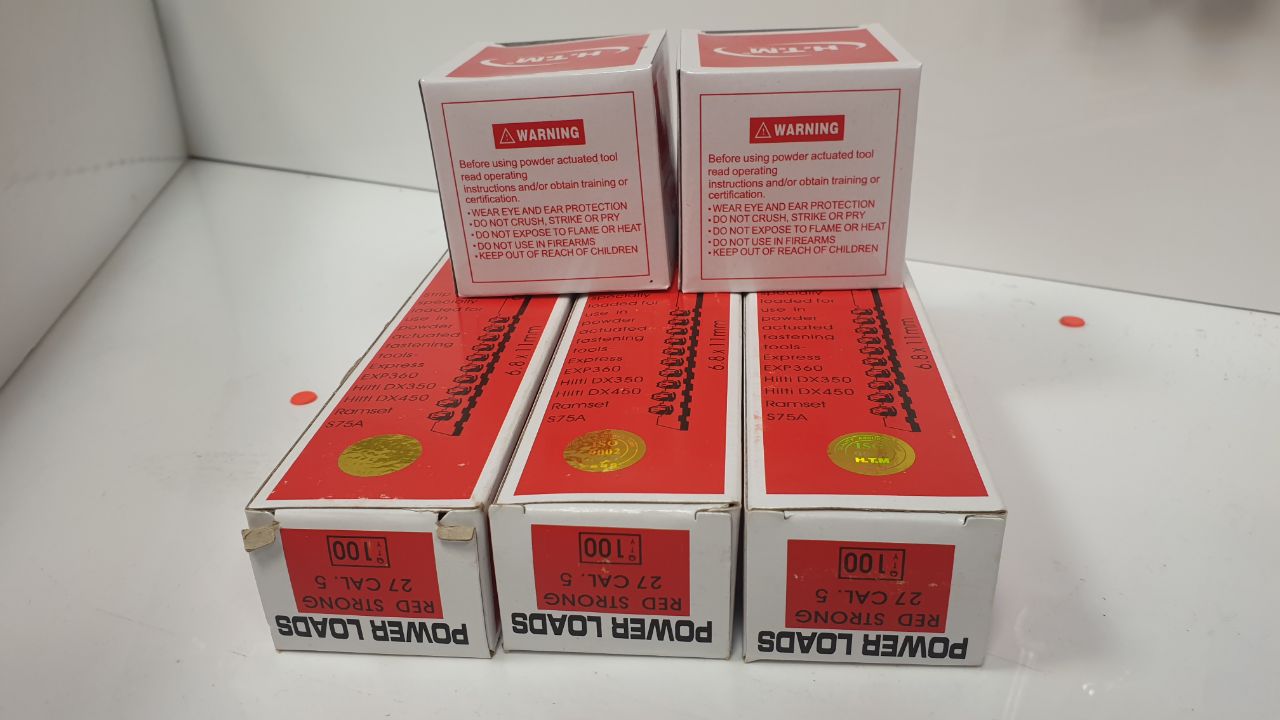 H.T.M
H.T.M
WARNING
Before using powder actuated tool
read operating
instructions and/or obtain training or
certification.
•WEAR EYE AND EAR PROTECTION
•DO NOT CRUSH, STRIKE OR PRY
•DO NOT EXPOSE TO FLAME OR HEAT
•DO NOT USE IN FIREARMS
•KEEP OUT OF REACH OF CHILDREN
WARNING
Before using powder actuated tool
read operating
instructions and/or obtain training or
certification.
•WEAR EYE AND EAR PROTECTION
•DO NOT CRUSH, STRIKE OR PRY
•DO NOT EXPOSE TO FLAME OR HEAT
•DO NOT USE IN FIREARMS
•KEEP OUT OF REACH OF CHILDREN
strip
specially
loaded for
use in
powder
actuated
fastening
tools-
Express
EXP360
Hilti DX350
Hilti DX450
Ramset
S75A
6.8x11mm
specially
loaded for
use in
powder
actuated
fastening
tools
Express
EXP360
Hilti DX350
Hilti DX450
Ramset
S75A
6.8x11mm
ISO
9002
specially
loaded for
use in
powder
actuated
fastening
tools-
Express
EXP360
Hilti DX350
Hilti DX450
Ramset
S75A
6.8x11mm
ISO
H.T.M
POWER LOADS
RED STRONG
27 CAL. 5
QTY 100
POWER LOADS
RED STRONG
27 CAL. 5
QTY 100
POWER LOADS
RED STRONG
27 CAL. 5
QTY 100